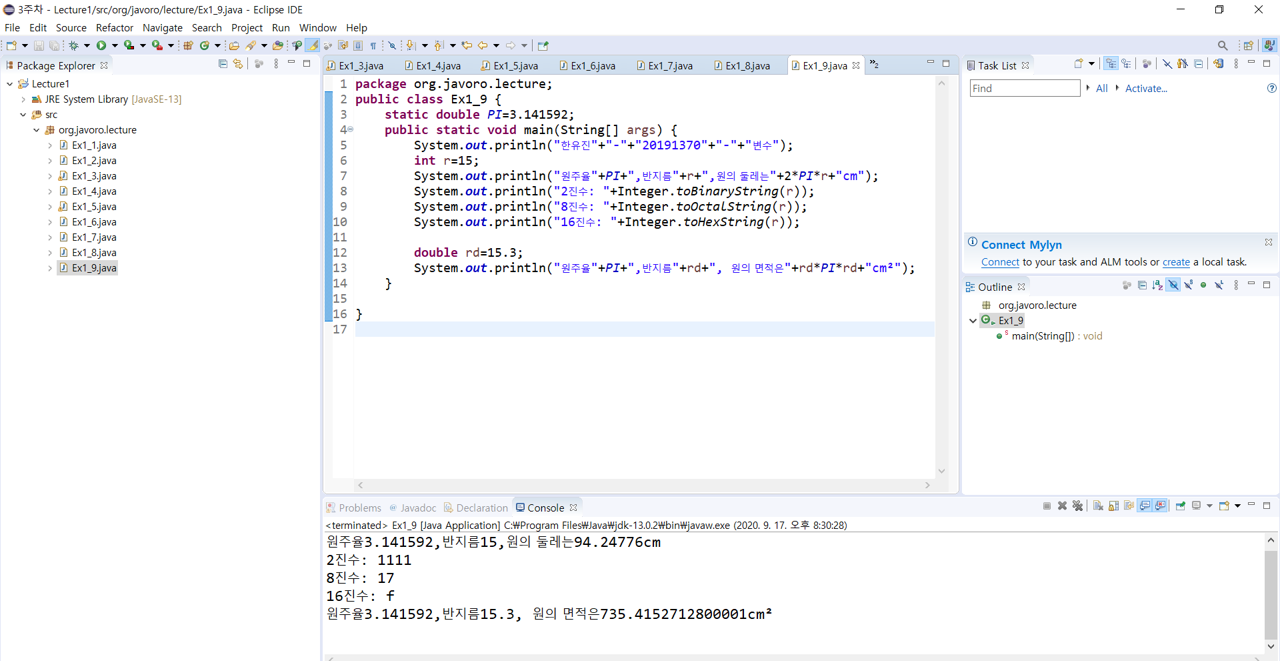 3주차 - Lecture1/src/org/javoro/lecture/Ex1_9.java - Eclipse IDE
File Edit Source Refactor Navigate Search Project Run Window Help
Package Explorer
Lecture1
JRE System Library [JavaSE-13]
src
org.javoro.lecture
Ex1_1.java
Ex1_2.java
Ex1_3.java
Ex1_4.java
Ex1_5.java
Ex1_6.java
Ex1_7.java
Ex1_8.java
Ex1_9.java
Ex1_3.java Ex1_4.java Ex1_5.java Ex1_6.java Ex1_7.java Ex1_8.java Ex1_9.java »2
1 package org.javoro.lecture;
2 public class Ex1_9 {
3 static double PI=3.141592;
4 public static void main(String[] args) {
5 System.out.println("한유진"+"-"+"20191370"+"-"+"변수");
6 int r=15;
7 System.out.println("원주율"+PI+",반지름"+r+",원의 둘레는"+2*PI*r+"cm");
8 System.out.println("2진수: "+Integer.toBinaryString(r));
9 System.out.println("8진수: "+Integer.toOctalString(r));
10 System.out.println("16진수: "+Integer.toHexString(r));
11
12 double rd=15.3;
13 System.out.println("원주율"+PI+",반지름"+rd+", 원의 면적은"+rd*PI*rd+"cm²");
14 }
15
16 }
17
Task List
Find All Activate...
Connect Mylyn
Connect to your task and ALM tools or create a local task.
Outline
org.javoro.lecture
Ex1_9
main(String[]) : void
Problems Javadoc Declaration Console
<terminated> Ex1_9 [Java Application] C:₩Program Files₩Java₩jdk-13.0.2₩bin₩javaw.exe (2020. 9. 17. 오후 8:30:28)
원주율3.141592,반지름15,원의 둘레는94.24776cm
2진수: 1111
8진수: 17
16진수: f
원주율3.141592,반지름15.3, 원의 면적은735.4152712800001cm²